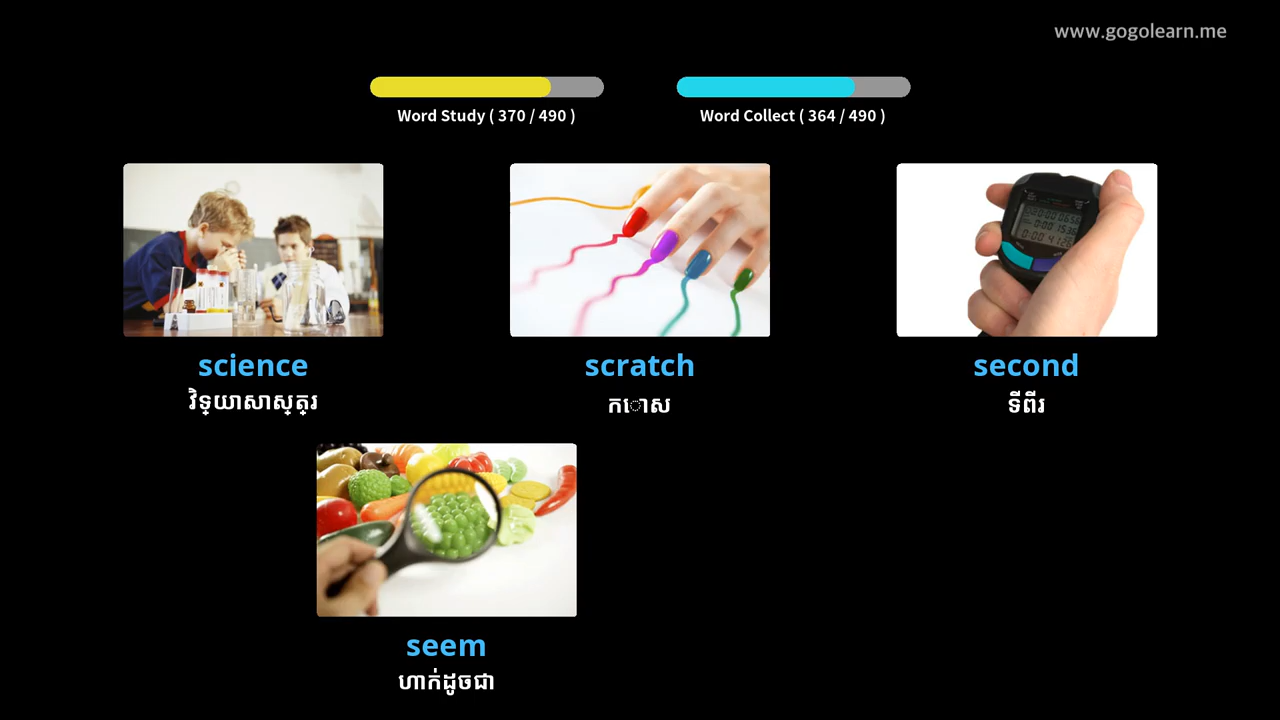 www.gogolearn.me
Word Study ( 370 / 490 )
Word Collect ( 364 / 490 )
science
វិទ្យាសាស្ត្រ
scratch
កោស
second
ទីពីរ
seem
ហាក់ដូចជា